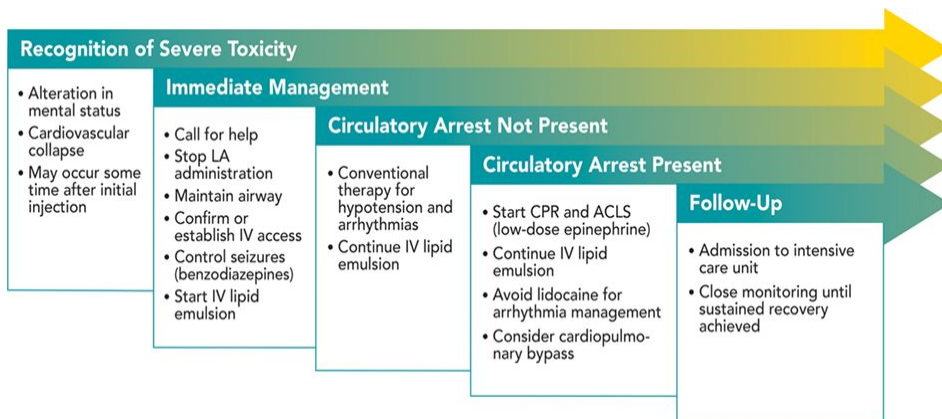 Recognition of Severe Toxicity
• Alteration in
mental status
• Cardiovascular
collapse
• May occur some
time after initial
injection
Immediate Management
• Call for help
• Stop LA
administration
• Maintain airway
• Confirm or
establish IV access
• Control seizures
(benzodiazepines)
• Start IV lipid
emulsion
Circulatory Arrest Not Present
• Conventional
therapy for
hypotension and
arrhythmias
• Continue IV lipid
emulsion
Circulatory Arrest Present
• Start CPR and ACLS
(low-dose epinephrine)
• Continue IV lipid
emulsion
• Avoid lidocaine for
arrhythmia management
• Consider cardiopulmo-
nary bypass
Follow-Up
• Admission to intensive
care unit
• Close monitoring until
sustained recovery
achieved